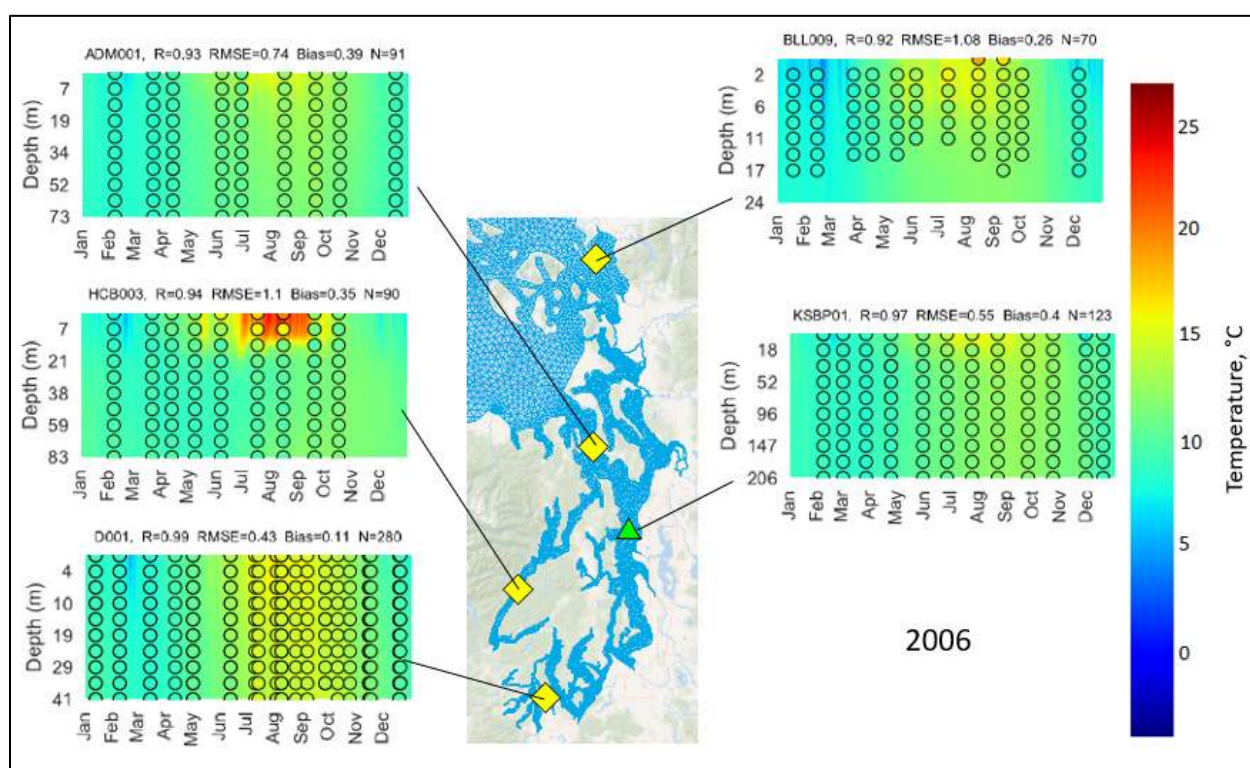 ADM001, R=0.93 RMSE=0.74 Bias=0.39 N=91
Depth (m)
7
19
34
52
73
Jan Feb Mar Apr May Jun Jul Aug Sep Oct Nov Dec
HCB003, R=0.94 RMSE=1.1 Bias=0.35 N=90
Depth (m)
7
21
38
59
83
Jan Feb Mar Apr May Jun Jul Aug Sep Oct Nov Dec
D001, R=0.99 RMSE=0.43 Bias=0.11 N=280
Depth (m)
4
10
19
29
41
Jan Feb Mar Apr May Jun Jul Aug Sep Oct Nov Dec
BLL009, R=0.92 RMSE=1.08 Bias=0.26 N=70
Depth (m)
2
6
11
17
24
Jan Feb Mar Apr May Jun Jul Aug Sep Oct Nov Dec
KSBP01, R=0.97 RMSE=0.55 Bias=0.4 N=123
Depth (m)
18
52
96
147
206
Jan Feb Mar Apr May Jun Jul Aug Sep Oct Nov Dec
2006
25
20
15
10
5
0
Temperature, °C